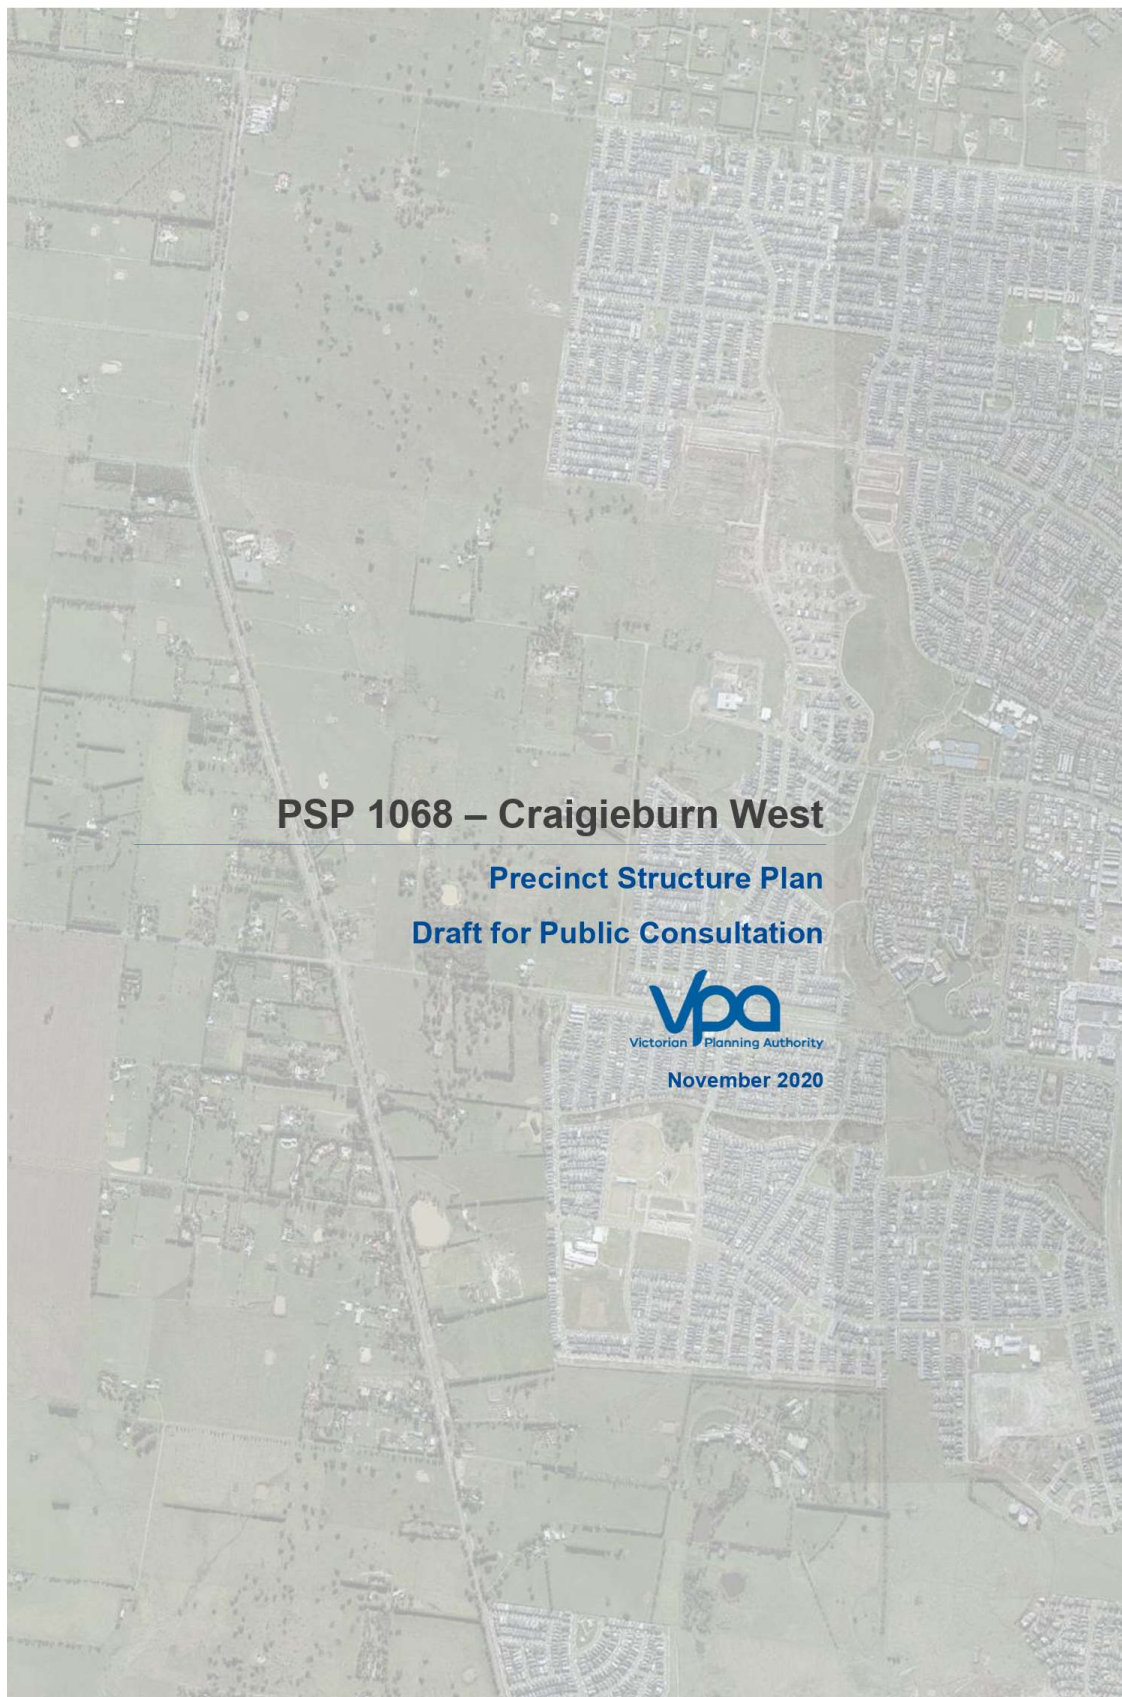 PSP 1068 – Craigieburn West
Precinct Structure Plan
Draft for Public Consultation
vpa
Victorian Planning Authority
November 2020